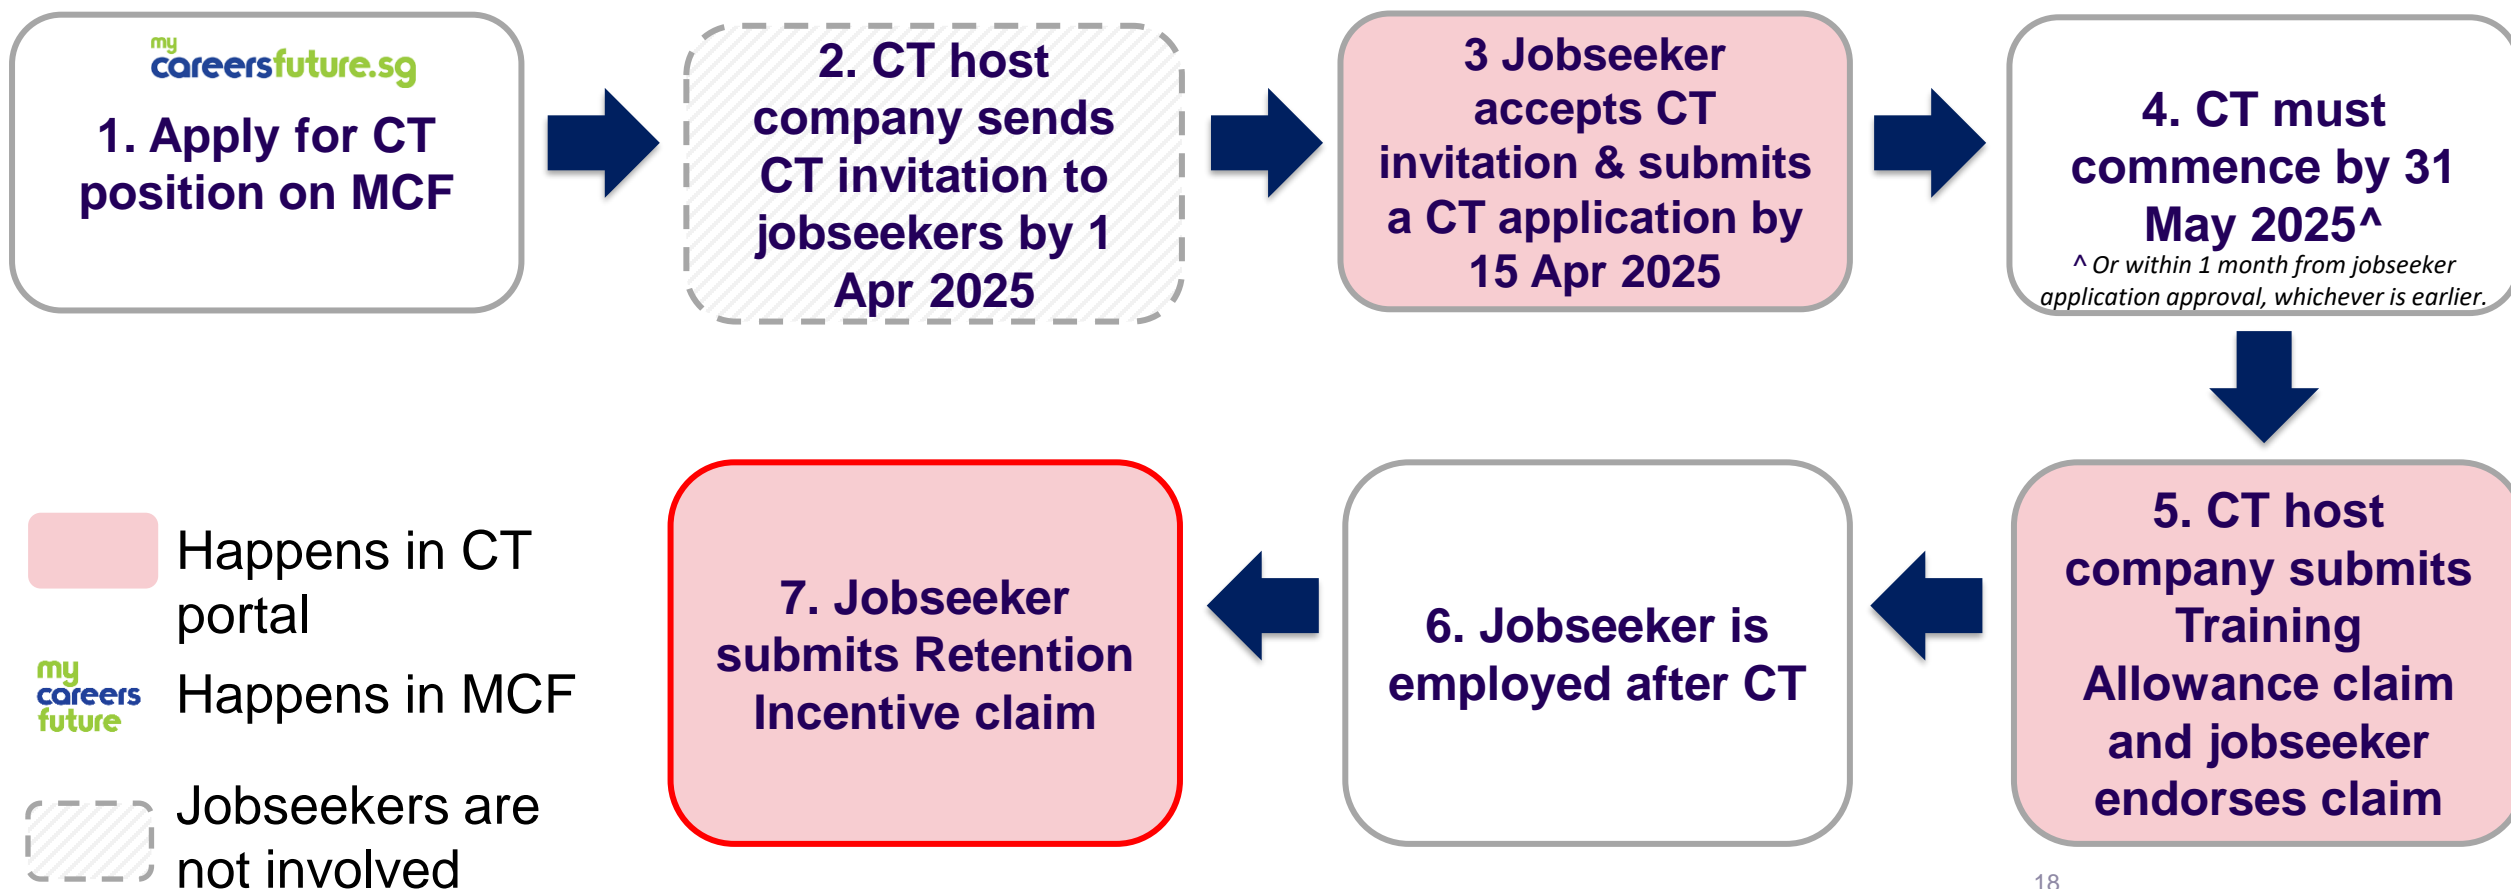 my
careersfuture.sg
1. Apply for CT
position on MCF
2. CT host
company sends
CT invitation to
jobseekers by 1
Apr 2025
3 Jobseeker
accepts CT
invitation & submits
a CT application by
15 Apr 2025
4. CT must
commence by 31
May 2025^
^ Or within 1 month from jobseeker
application approval, whichever is earlier.
5. CT host
company submits
Training
Allowance claim
and jobseeker
endorses claim
6. Jobseeker is
employed after CT
7. Jobseeker
submits Retention
Incentive claim
Happens in CT
portal
my
careers
future
Happens in MCF
Jobseekers are
not involved
18